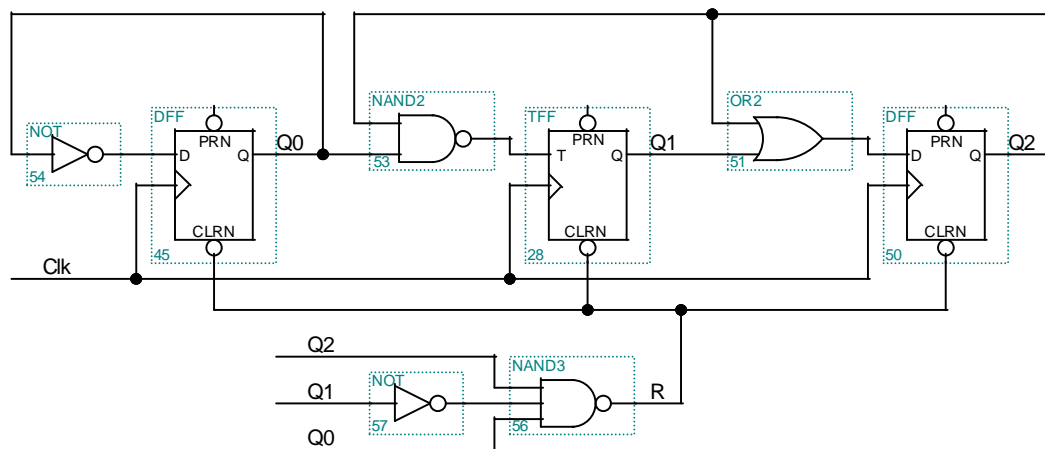 NAND2
OR2
NOT
54
DFF
PRN
D
Q
CLRN
45
Q0
53
TFF
PRN
T
Q
CLRN
28
Q1
51
DFF
PRN
D
Q
CLRN
50
Q2
Clk
Q2
Q1
Q0
NOT
57
NAND3
56
R